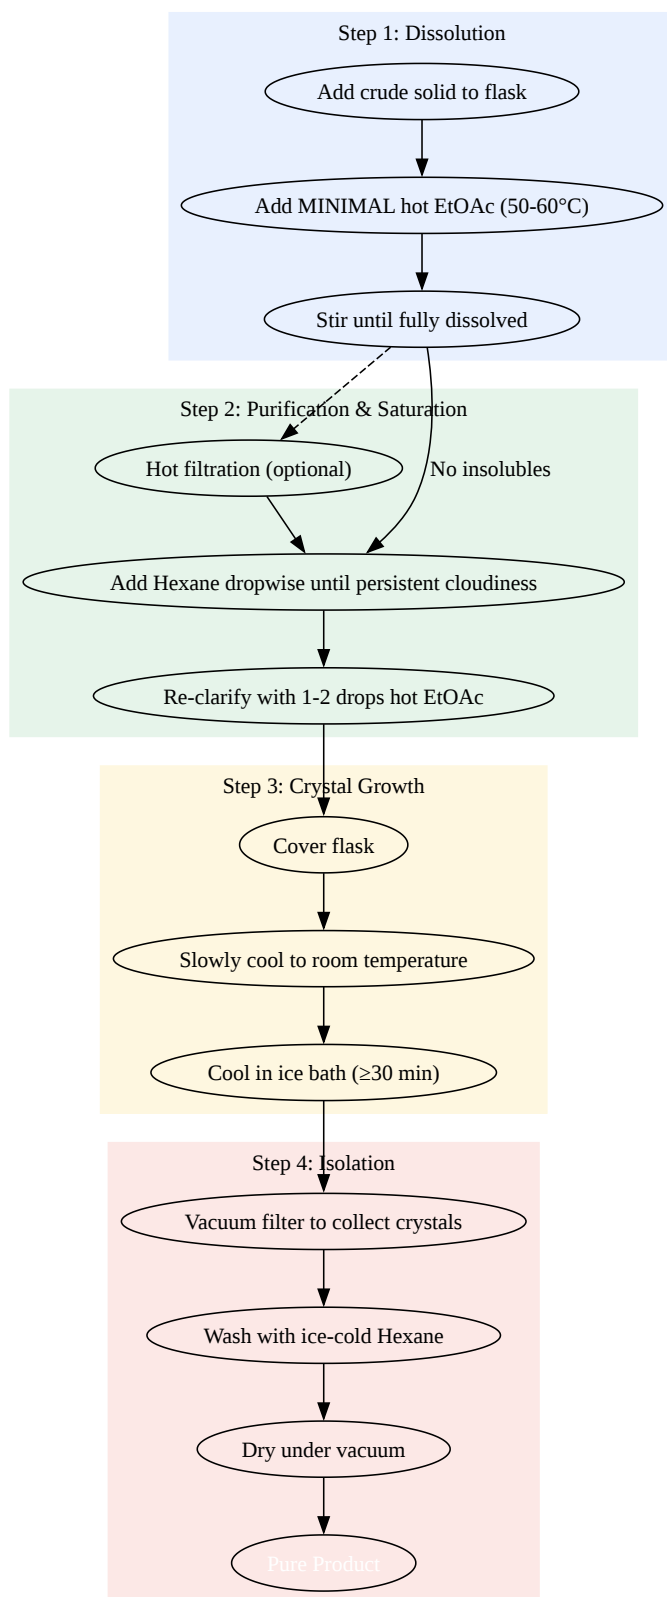 Step 1: Dissolution
Add crude solid to flask
Add MINIMAL hot EtOAc (50-60°C)
Stir until fully dissolved
Step 2: Purification & Saturation
Hot filtration (optional)
No insolubles
Add Hexane dropwise until persistent cloudiness
Re-clarify with 1-2 drops hot EtOAc
Step 3: Crystal Growth
Cover flask
Slowly cool to room temperature
Cool in ice bath (≥30 min)
Step 4: Isolation
Vacuum filter to collect crystals
Wash with ice-cold Hexane
Dry under vacuum
Pure Product